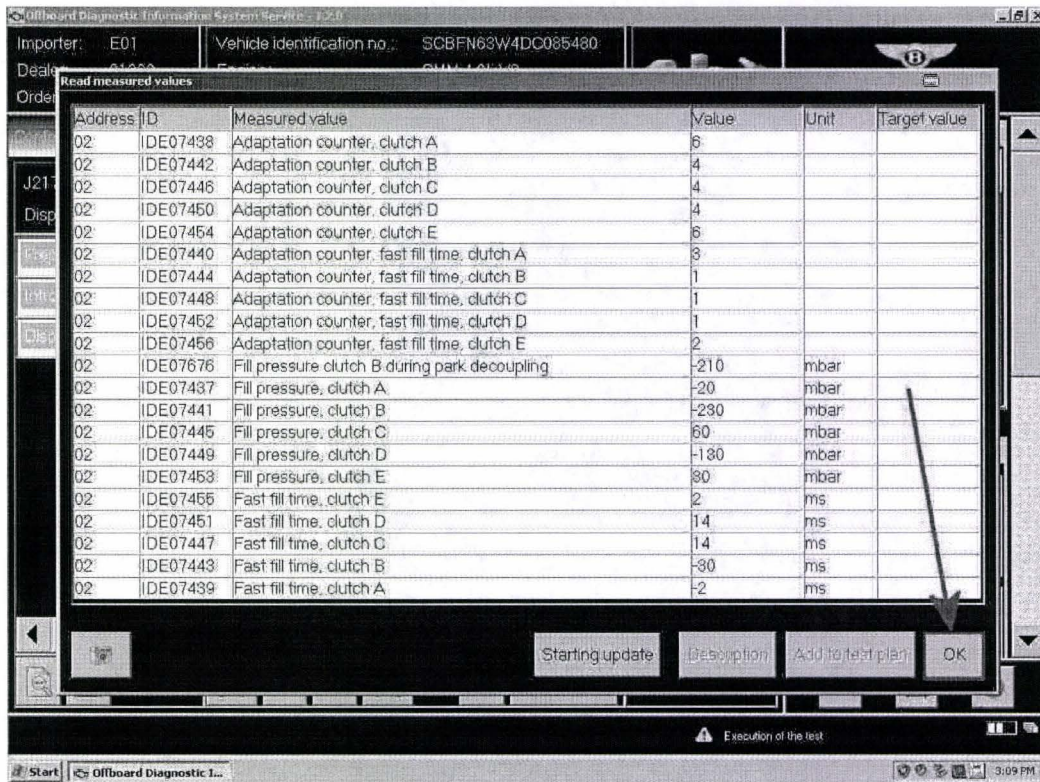 Offboard Diagnostic Information System Service - 2.2.0
Importer: E01 Vehicle identification no.: SCBFN63W4DC085480
Dealer
Order
Read measured values
Address ID Measured value Value Unit Target value
02 IDE07438 Adaptation counter, clutch A 6
02 IDE07442 Adaptation counter, clutch B 4
02 IDE07446 Adaptation counter, clutch C 4
02 IDE07450 Adaptation counter, clutch D 4
02 IDE07454 Adaptation counter, clutch E 6
02 IDE07440 Adaptation counter, fast fill time, clutch A 3
02 IDE07444 Adaptation counter, fast fill time, clutch B 1
02 IDE07448 Adaptation counter, fast fill time, clutch C 1
02 IDE07452 Adaptation counter, fast fill time, clutch D 1
02 IDE07456 Adaptation counter, fast fill time, clutch E 2
02 IDE07676 Fill pressure clutch B during park decoupling -210 mbar
02 IDE07437 Fill pressure, clutch A -20 mbar
02 IDE07441 Fill pressure, clutch B -230 mbar
02 IDE07445 Fill pressure, clutch C 60 mbar
02 IDE07449 Fill pressure, clutch D -130 mbar
02 IDE07453 Fill pressure, clutch E 80 mbar
02 IDE07455 Fast fill time, clutch E 2 ms
02 IDE07451 Fast fill time, clutch D 14 ms
02 IDE07447 Fast fill time, clutch C 14 ms
02 IDE07443 Fast fill time, clutch B -30 ms
02 IDE07439 Fast fill time, clutch A -2 ms
J217
Disp
Disp
Starting update Description Add to test plan OK
Execution of the test
Start Offboard Diagnostic I... 3:09 PM